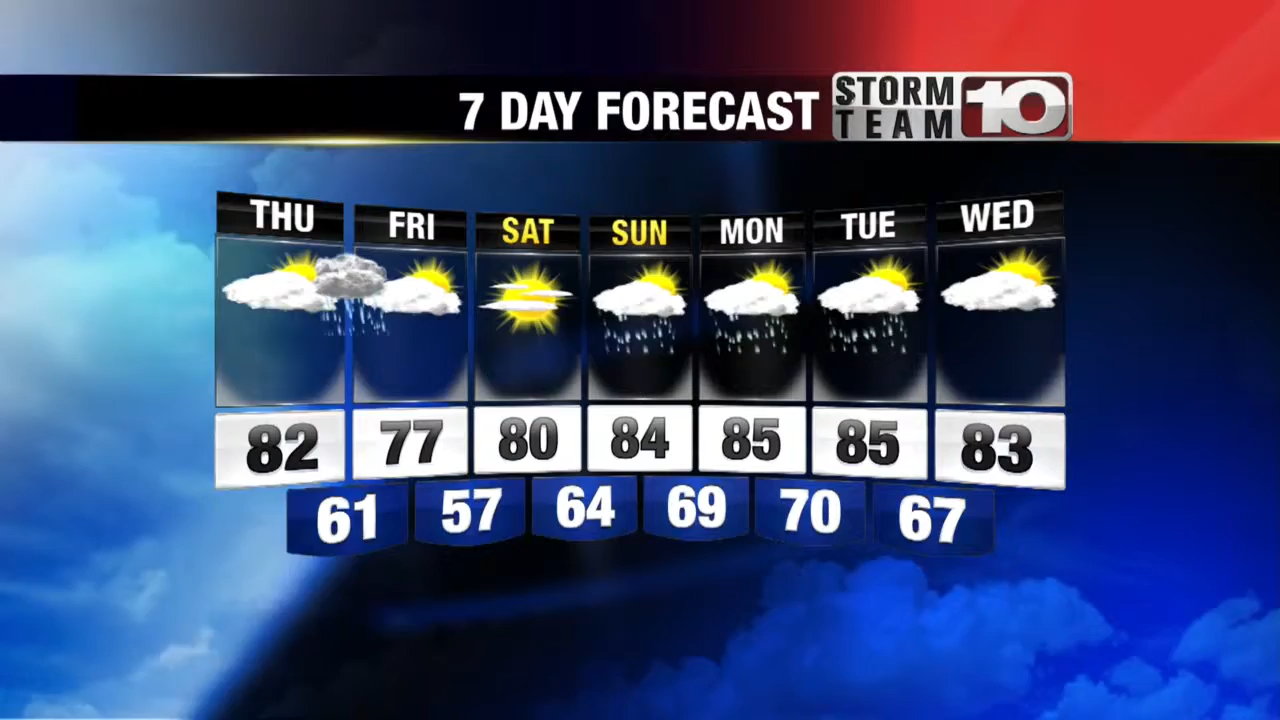 7 DAY FORECAST
STORM TEAM 10
THU FRI SAT SUN MON TUE WED
82 77 80 84 85 85 83
61 57 64 69 70 67